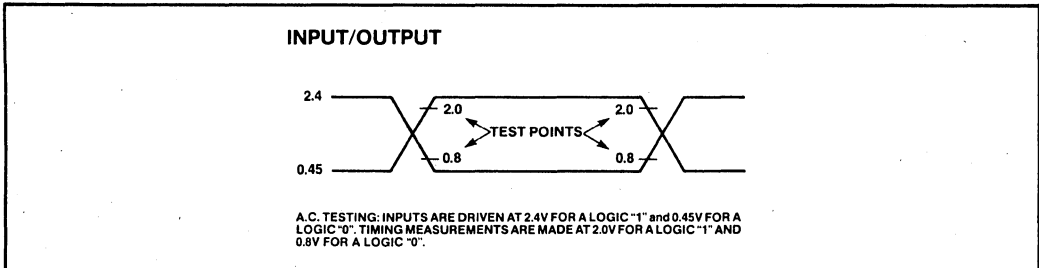 INPUT/OUTPUT
2.4
2.0
2.0
TEST POINTS
0.8
0.8
0.45
A.C. TESTING: INPUTS ARE DRIVEN AT 2.4V FOR A LOGIC "1" and 0.45V FOR A
LOGIC "0". TIMING MEASUREMENTS ARE MADE AT 2.0V FOR A LOGIC "1" AND
0.8V FOR A LOGIC "0".